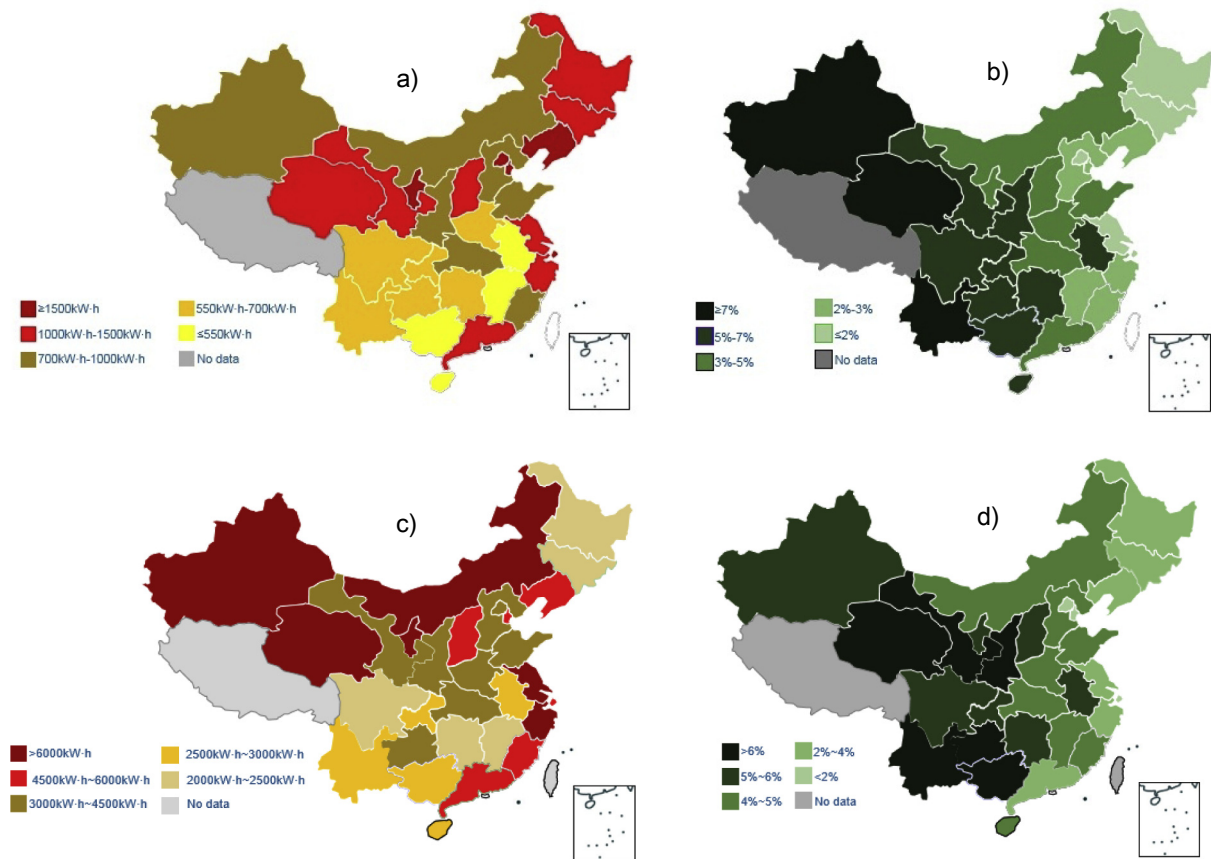 a)
b)
≥1500kW·h
550kW·h-700kW·h
1000kW·h-1500kW·h
≤550kW·h
700kW·h-1000kW·h
No data
≥7%
2%-3%
5%-7%
≤2%
3%-5%
No data
c)
d)
>6000kW·h
2500kW·h~3000kW·h
4500kW·h~6000kW·h
2000kW·h~2500kW·h
3000kW·h~4500kW·h
No data
>6%
2%~4%
5%~6%
<2%
4%~5%
No data